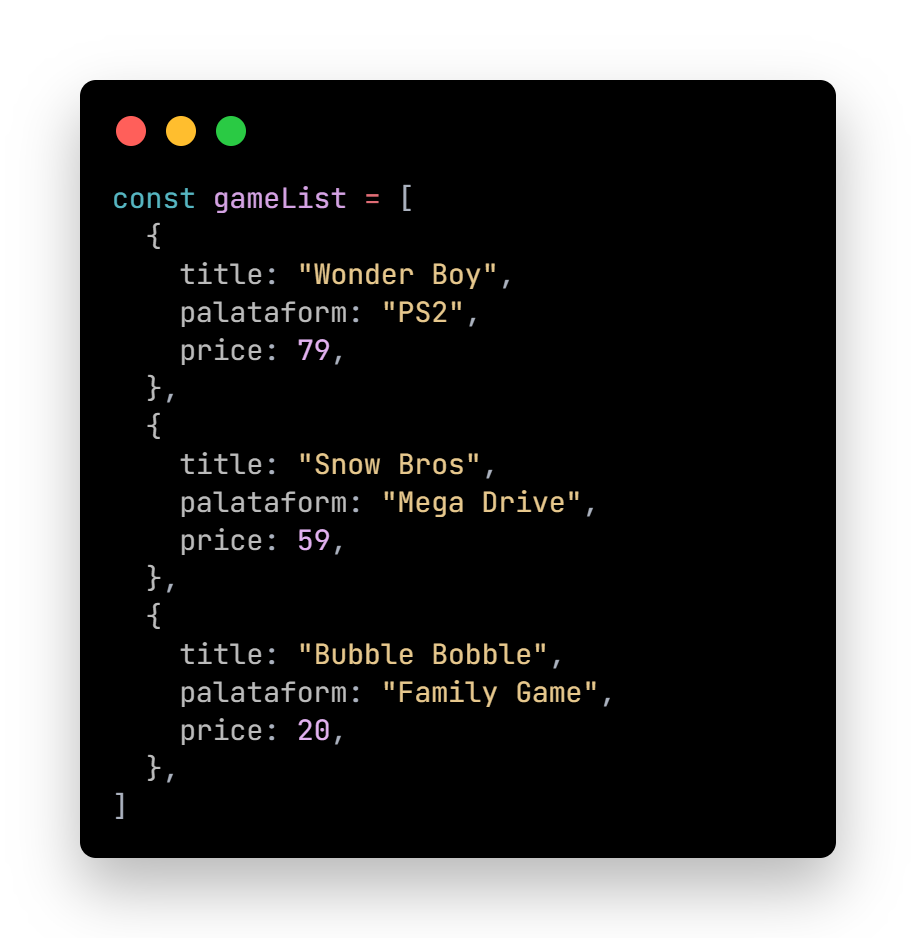 const gameList = [
  {
    title: "Wonder Boy",
    palataform: "PS2",
    price: 79,
  },
  {
    title: "Snow Bros",
    palataform: "Mega Drive",
    price: 59,
  },
  {
    title: "Bubble Bobble",
    palataform: "Family Game",
    price: 20,
  },
]